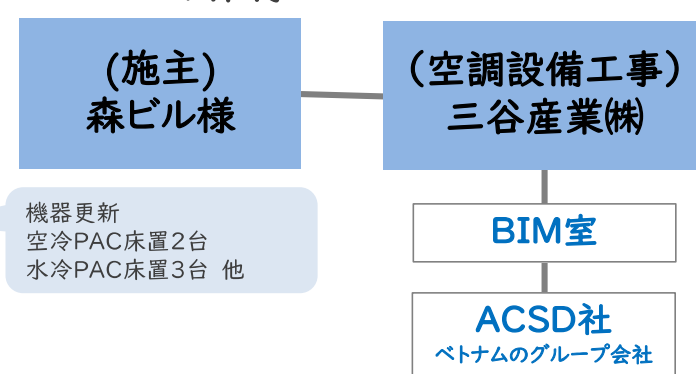 (施主)
森ビル様
（空調設備工事）
三谷産業㈱
機器更新
空冷PAC床置2台
水冷PAC床置3台 他
BIM室
ACSD社
ベトナムのグループ会社